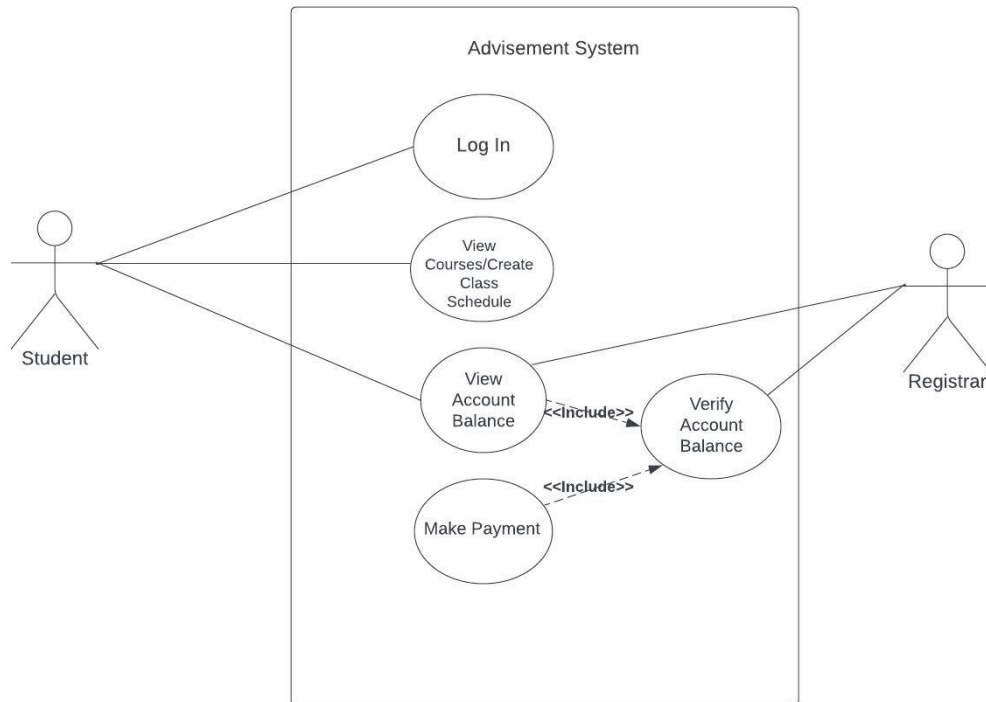 Advisement System
Log In
View
Courses/Create
Class
Schedule
Student
View
Account
Balance
<<Include>>
Verify
Account
Balance
Registrar
<<Include>>
Make Payment